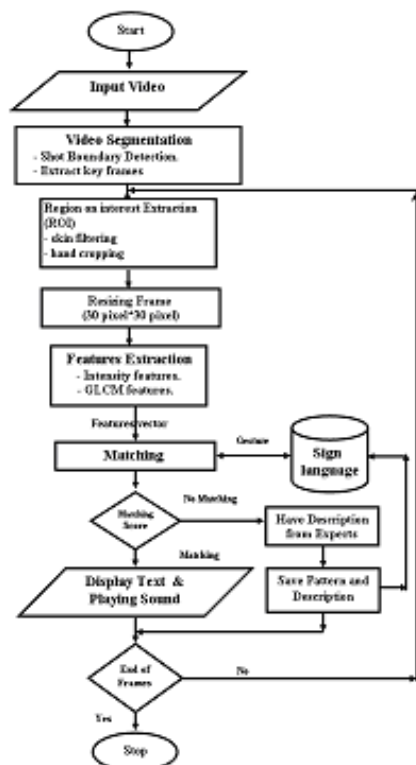 Start
Input Video
Video Segmentation
- Shot Boundary Detection.
- Extract key frames
Region on interest Extraction
(ROI)
- skin filtering
- hand cropping
Resizing Frame
(30 pixel*30 pixel)
Features Extraction
- Intensity features.
- GLCM features.
Features vector
Gesture
Matching
Sign
language
No Matching
Matching
Score
Have Description
from Experts
Matching
Display Text &
Playing Sound
Save Pattern and
Description
End of
Frames
No
Yes
Stop